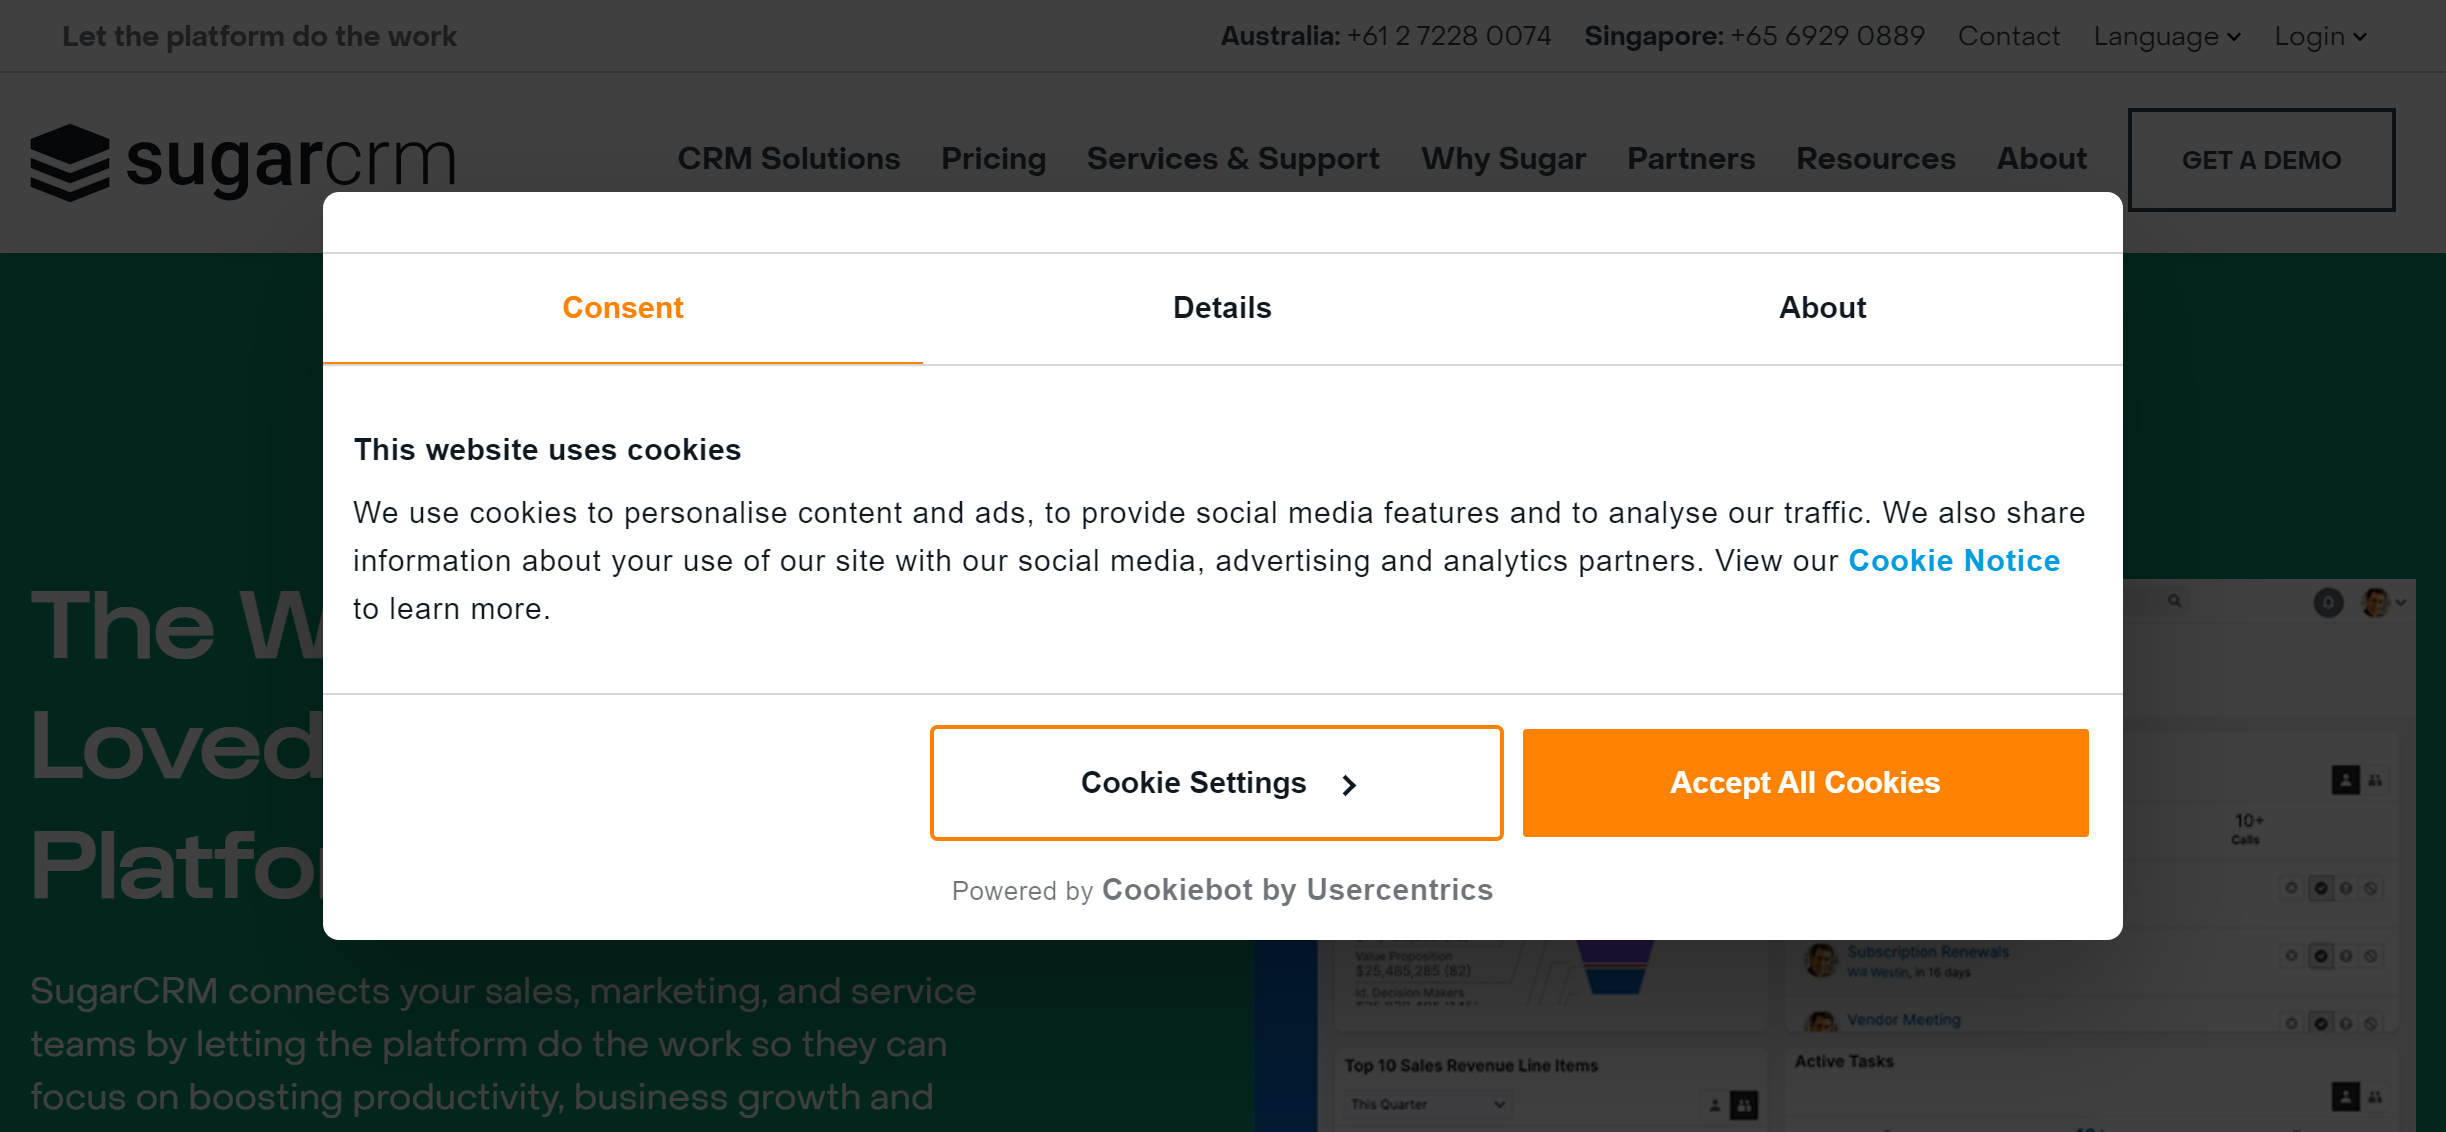 Let the platform do the work
Australia: +61 2 7228 0074 Singapore: +65 6929 0889 Contact Language Login
sugarcrm
CRM Solutions Pricing Services & Support Why Sugar Partners Resources About GET A DEMO
Consent Details About
This website uses cookies
We use cookies to personalise content and ads, to provide social media features and to analyse our traffic. We also share
information about your use of our site with our social media, advertising and analytics partners. View our Cookie Notice
to learn more.
Cookie Settings Accept All Cookies
Powered by Cookiebot by Usercentrics
The
Loved
SugarCRM connects your sales, marketing, and service
teams by letting the platform do the work so they can
focus on boosting productivity, business growth and
10+
Calls
Value Proposition
$25,485,285 (82)
Id. Decision Makers
Subscription Renewals
Will Westin, in 16 days
Vendor Meeting
Top 10 Sales Revenue Line Items
This Quarter
Active Tasks